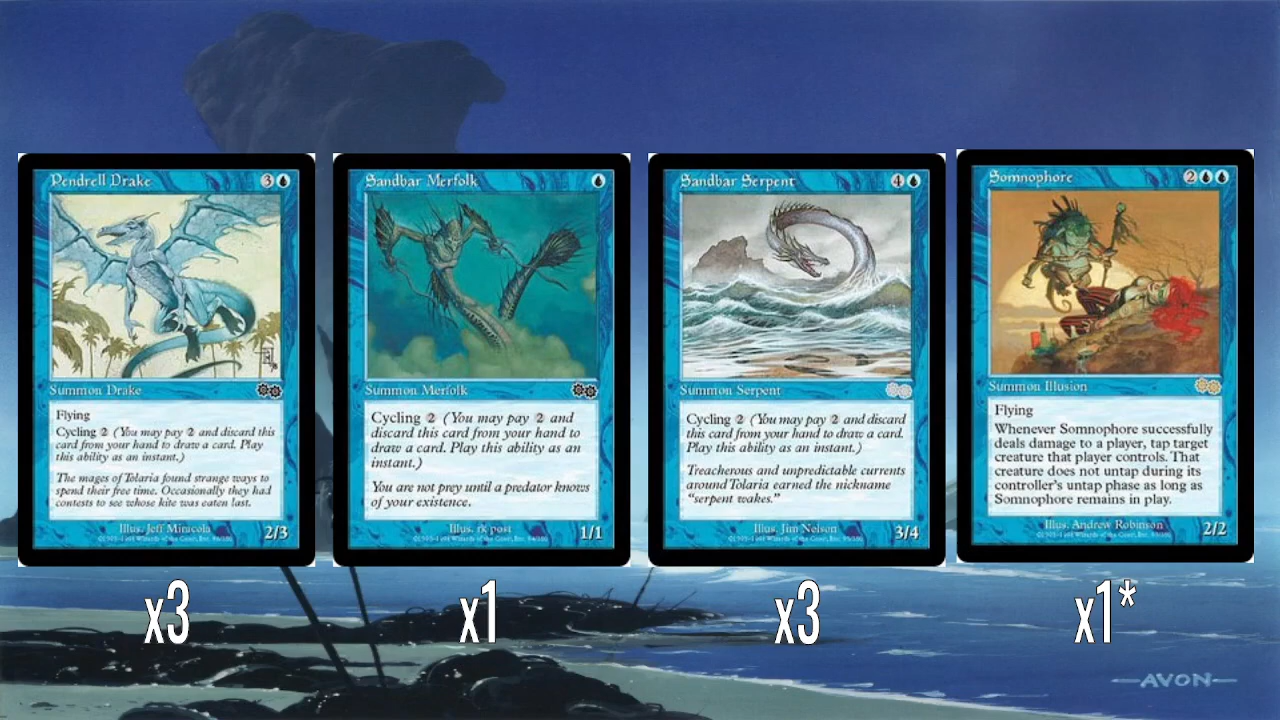 Pendrell Drake 3
Summon Drake
Flying
Cycling 2 (You may pay 2 and discard this
card from your hand to draw a card. Play
this ability as an instant.)
The mages of Tolaria found strange ways to
spend their free time. Occasionally they had
contests to see whose kite was eaten last.
Illus. Jeff Miracola
2/3
x3
Sandbar Merfolk
Summon Merfolk
Cycling 2 (You may pay 2 and
discard this card from your hand to
draw a card. Play this ability as an
instant.)
You are not prey until a predator knows
of your existence.
Illus. rk post
1/1
x1
Sandbar Serpent 4
Summon Serpent
Cycling 2 (You may pay 2 and discard
this card from your hand to draw a card.
Play this ability as an instant.)
Treacherous and unpredictable currents
around Tolaria earned the nickname
"serpent wakes."
Illus. Jim Nelson
3/4
x3
Somnophore 2
Summon Illusion
Flying
Whenever Somnophore successfully
deals damage to a player, tap target
creature that player controls. That
creature does not untap during its
controller's untap phase as long as
Somnophore remains in play.
Illus. Andrew Robinson
2/2
x1*
AVON